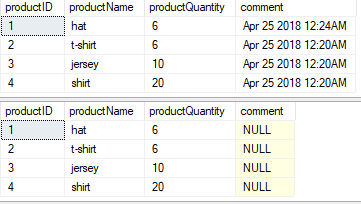 productID productName productQuantity comment
1 hat 6 Apr 25 2018 12:24AM
2 t-shirt 6 Apr 25 2018 12:20AM
3 jersey 10 Apr 25 2018 12:20AM
4 shirt 20 Apr 25 2018 12:20AM
productID productName productQuantity comment
1 hat 6 NULL
2 t-shirt 6 NULL
3 jersey 10 NULL
4 shirt 20 NULL